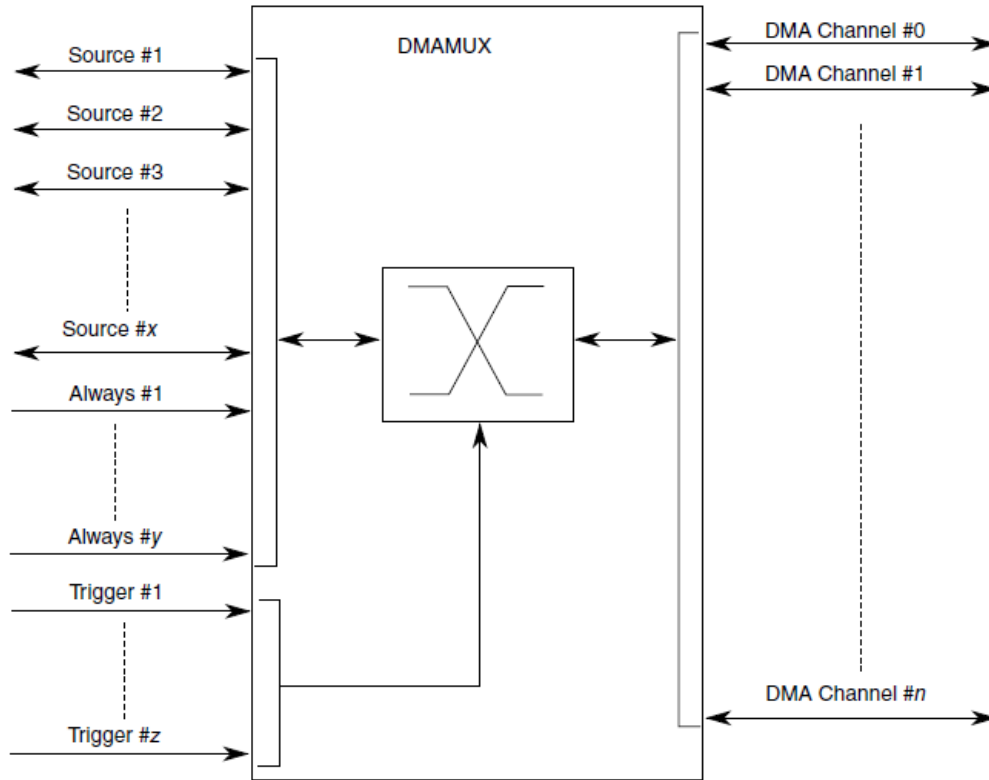 DMAMUX
Source #1
Source #2
Source #3
Source #x
Always #1
Always #y
Trigger #1
Trigger #z
DMA Channel #0
DMA Channel #1
DMA Channel #n